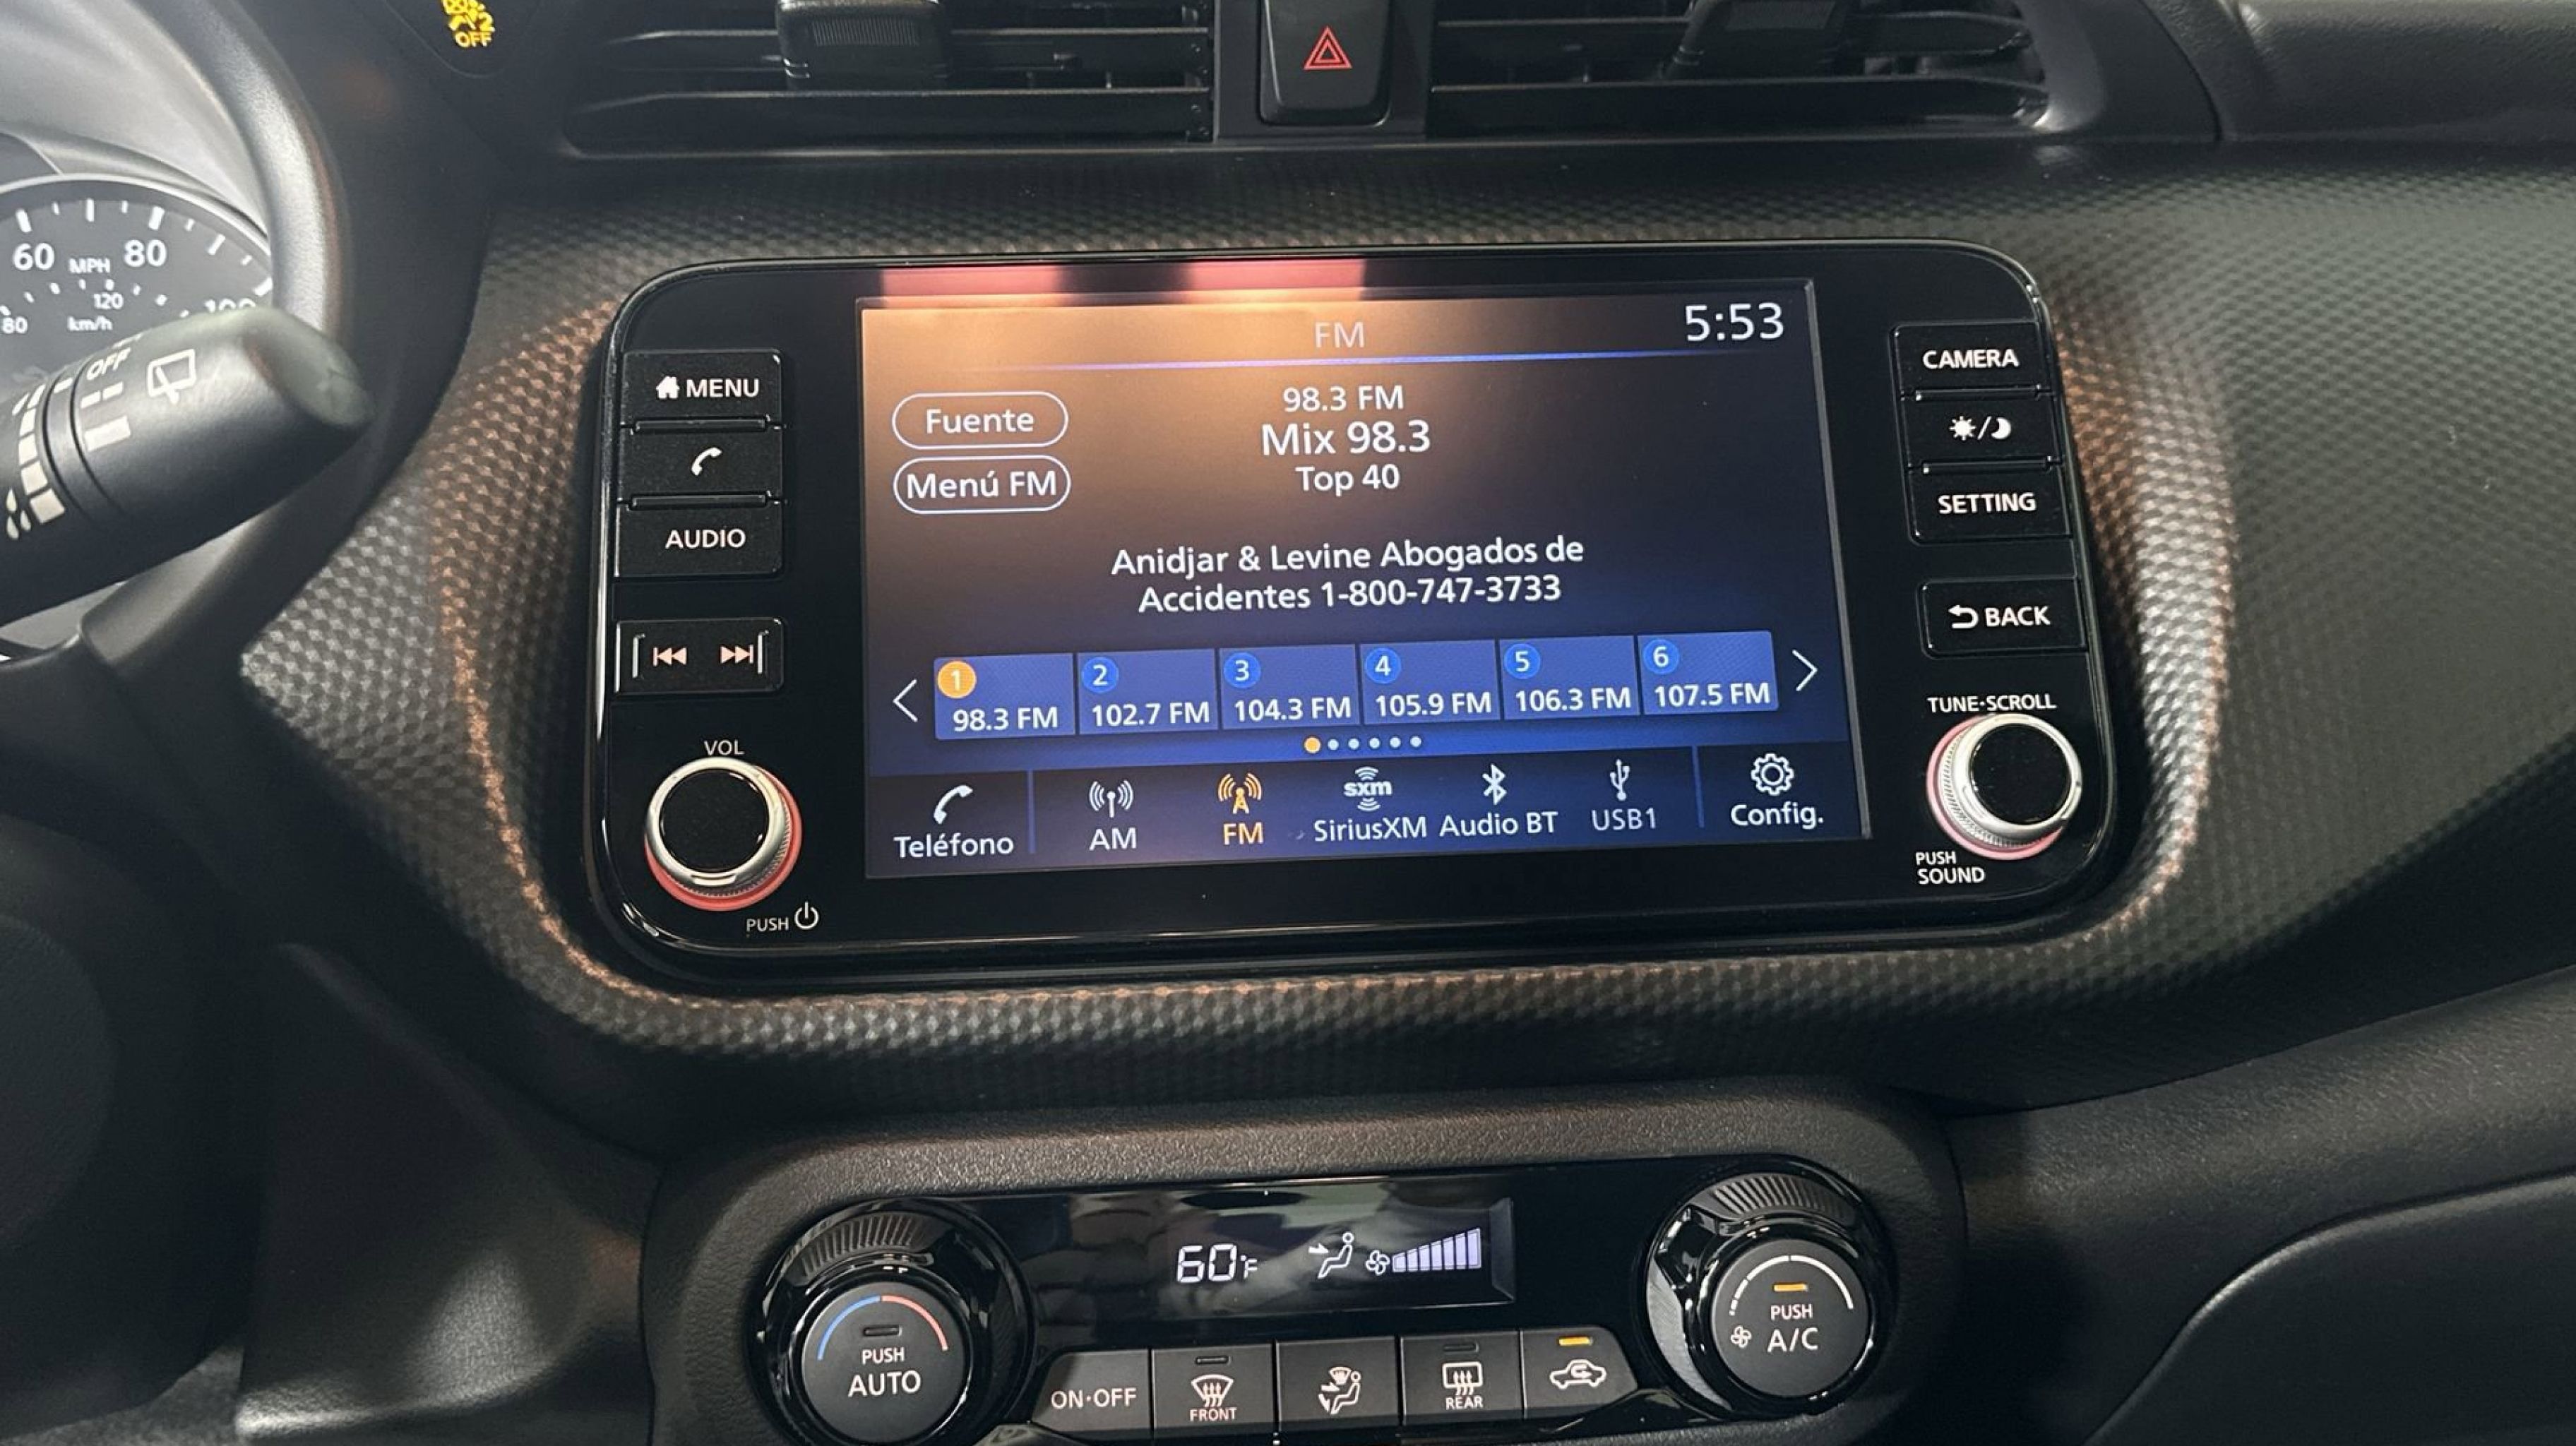 OFF
60 MPH 80
120
80 km/h 100
OFF
MENU
AUDIO
VOL
PUSH
FM
5:53
Fuente
Menú FM
98.3 FM
Mix 98.3
Top 40
Anidjar & Levine Abogados de
Accidentes 1-800-747-3733
1 2 3 4 5 6
98.3 FM 102.7 FM 104.3 FM 105.9 FM 106.3 FM 107.5 FM
sxm
Teléfono AM FM SiriusXM Audio BT USB1 Config.
CAMERA
SETTING
BACK
TUNE·SCROLL
PUSH
SOUND
60°F
PUSH
AUTO
ON·OFF
FRONT
REAR
PUSH
A/C